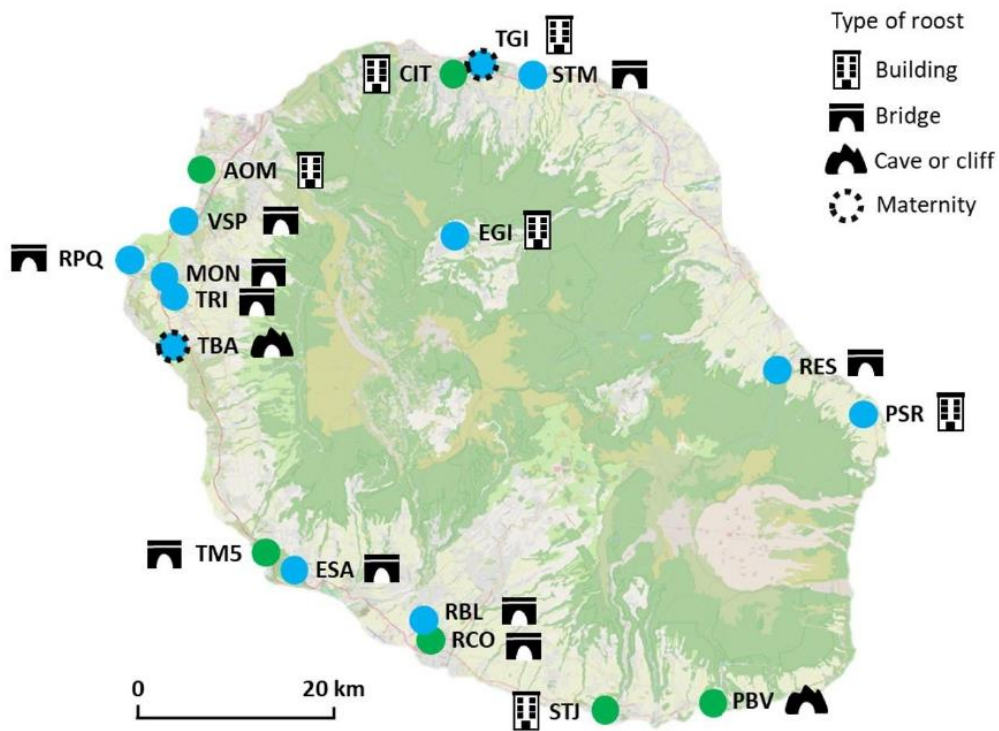 TGI
Type of roost
CIT
STM
Building
Bridge
AOM
Cave or cliff
VSP
Maternity
EGI
RPQ
MON
TRI
TBA
RES
PSR
TM5
ESA
RBL
RCO
0 20 km
STJ
PBV